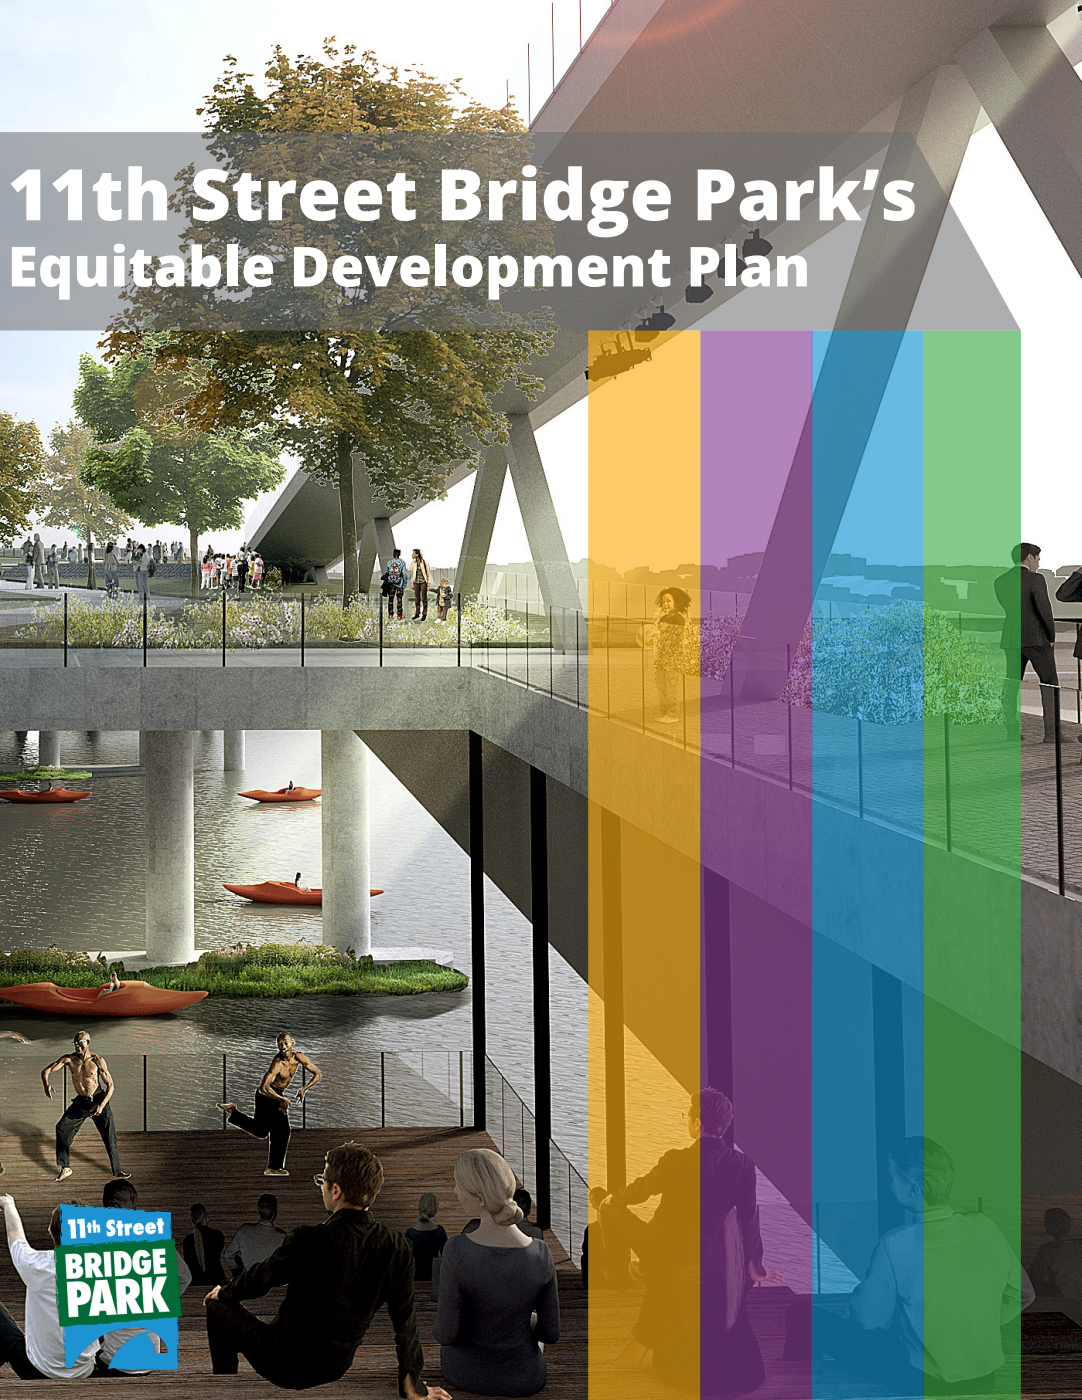 11th Street Bridge Park’s
Equitable Development Plan
11th Street
BRIDGE
PARK